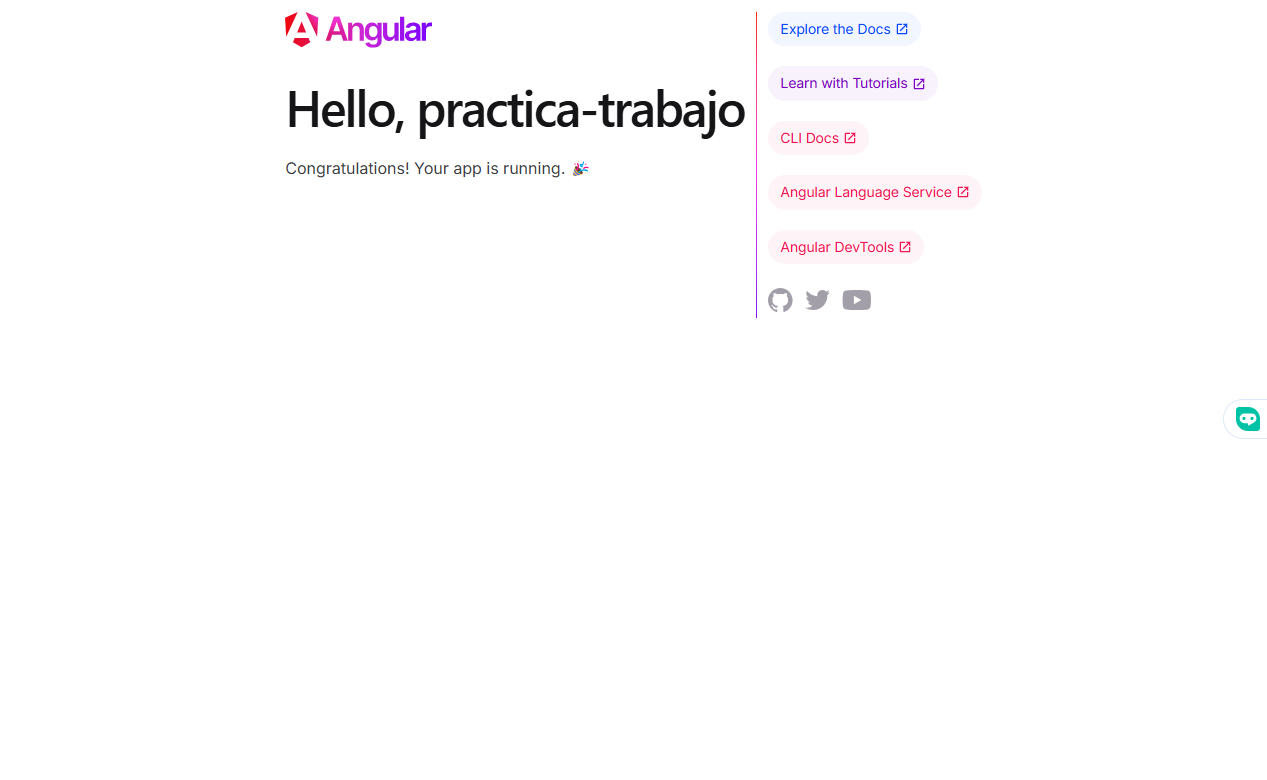 Angular
Hello, practica-trabajo
Congratulations! Your app is running. 🎉
Explore the Docs
Learn with Tutorials
CLI Docs
Angular Language Service
Angular DevTools